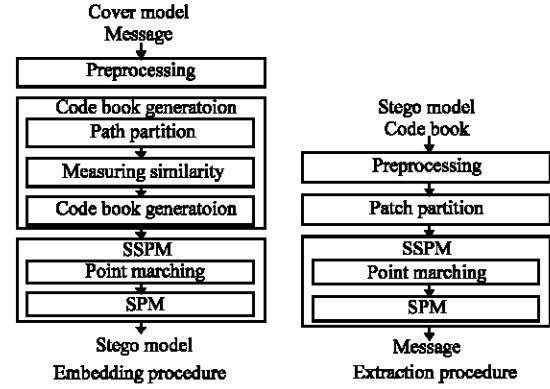 Cover model
Message
Preprocessing
Code book generatoion
Path partition
Measuring similarity
Code book generatoion
SSPM
Point marching
SPM
Stego model
Embedding procedure
Stego model
Code book
Preprocessing
Patch partition
SSPM
Point marching
SPM
Message
Extraction procedure